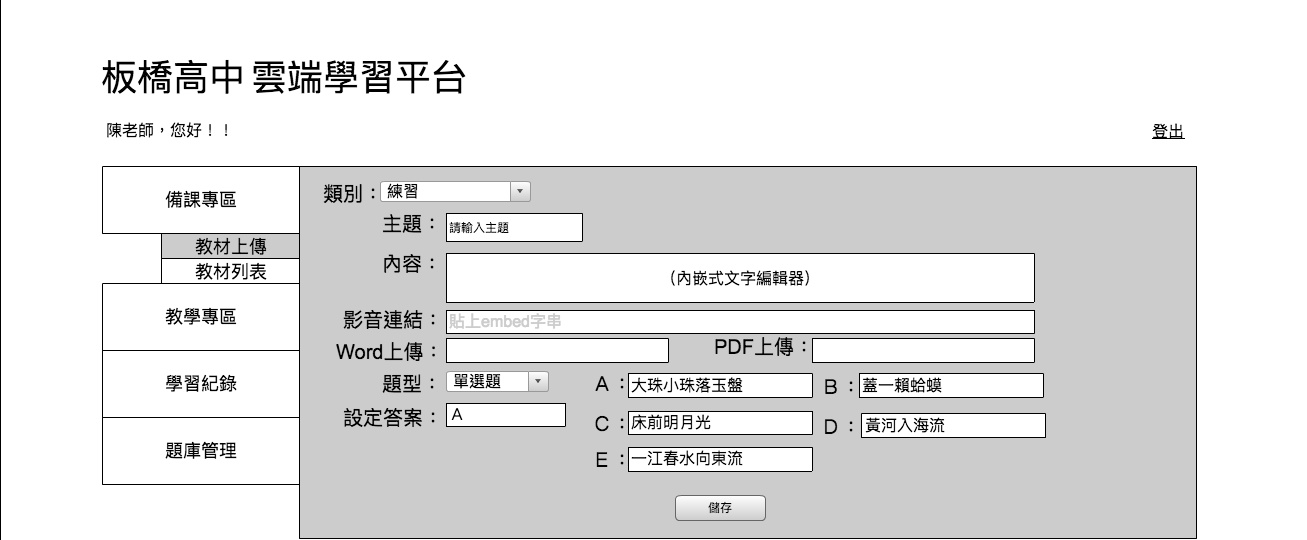 板橋高中 雲端學習平台
陳老師，您好！！
登出
備課專區
教材上傳
教材列表
教學專區
學習紀錄
題庫管理
類別：練習
主題：請輸入主題
內容：(內嵌式文字編輯器)
影音連結：貼上embed字串
Word上傳： PDF上傳：
題型：單選題 A ：大珠小珠落玉盤 B ：蓋一賴蛤蟆
設定答案：A C ：床前明月光 D ：黃河入海流
E ：一江春水向東流
儲存